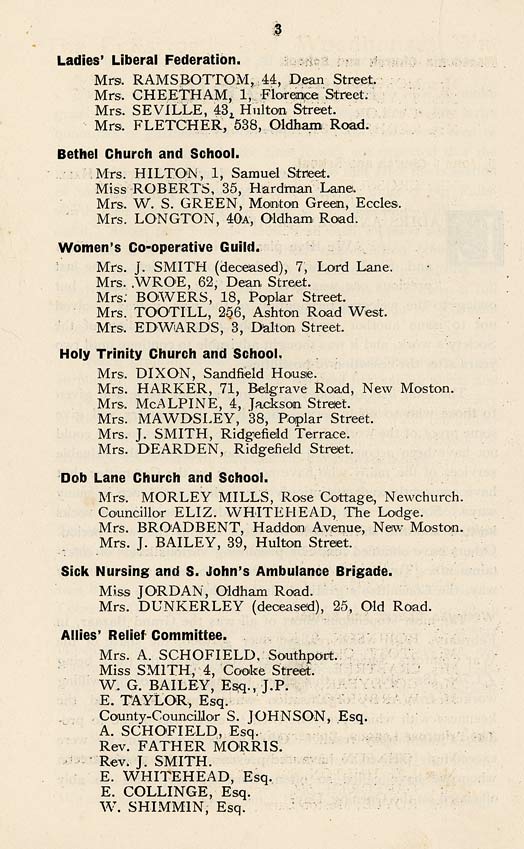 3
Ladies' Liberal Federation.
Mrs. RAMSBOTTOM, 44, Dean Street.
Mrs. CHEETHAM, 1, Florence Street.
Mrs. SEVILLE, 43, Hulton Street.
Mrs. FLETCHER, 538, Oldham Road.
Bethel Church and School.
Mrs. HILTON, 1, Samuel Street.
Miss ROBERTS, 35, Hardman Lane.
Mrs. W. S. GREEN, Monton Green, Eccles.
Mrs. LONGTON, 40A, Oldham Road.
Women's Co-operative Guild.
Mrs. J. SMITH (deceased), 7, Lord Lane.
Mrs. WROE, 62, Dean Street.
Mrs. BOWERS, 18, Poplar Street.
Mrs. TOOTILL, 256, Ashton Road West.
Mrs. EDWARDS, 3, Dalton Street.
Holy Trinity Church and School.
Mrs. DIXON, Sandfield House.
Mrs. HARKER, 71, Belgrave Road, New Moston.
Mrs. McALPINE, 4, Jackson Street.
Mrs. MAWDSLEY, 38, Poplar Street.
Mrs. J. SMITH, Ridgefield Terrace.
Mrs. DEARDEN, Ridgefield Street.
Dob Lane Church and School.
Mrs. MORLEY MILLS, Rose Cottage, Newchurch.
Councillor ELIZ. WHITEHEAD, The Lodge.
Mrs. BROADBENT, Haddon Avenue, New Moston.
Mrs. J. BAILEY, 39, Hulton Street.
Sick Nursing and S. John's Ambulance Brigade.
Miss JORDAN, Oldham Road.
Mrs. DUNKERLEY (deceased), 25, Old Road.
Allies' Relief Committee.
Mrs. A. SCHOFIELD, Southport.
Miss SMITH, 4, Cooke Street.
W. G. BAILEY, Esq., J.P.
E. TAYLOR, Esq.
County-Councillor S. JOHNSON, Esq.
A. SCHOFIELD, Esq.
Rev. FATHER MORRIS.
Rev. J. SMITH.
E. WHITEHEAD, Esq.
E. COLLINGE, Esq.
W. SHIMMIN, Esq.